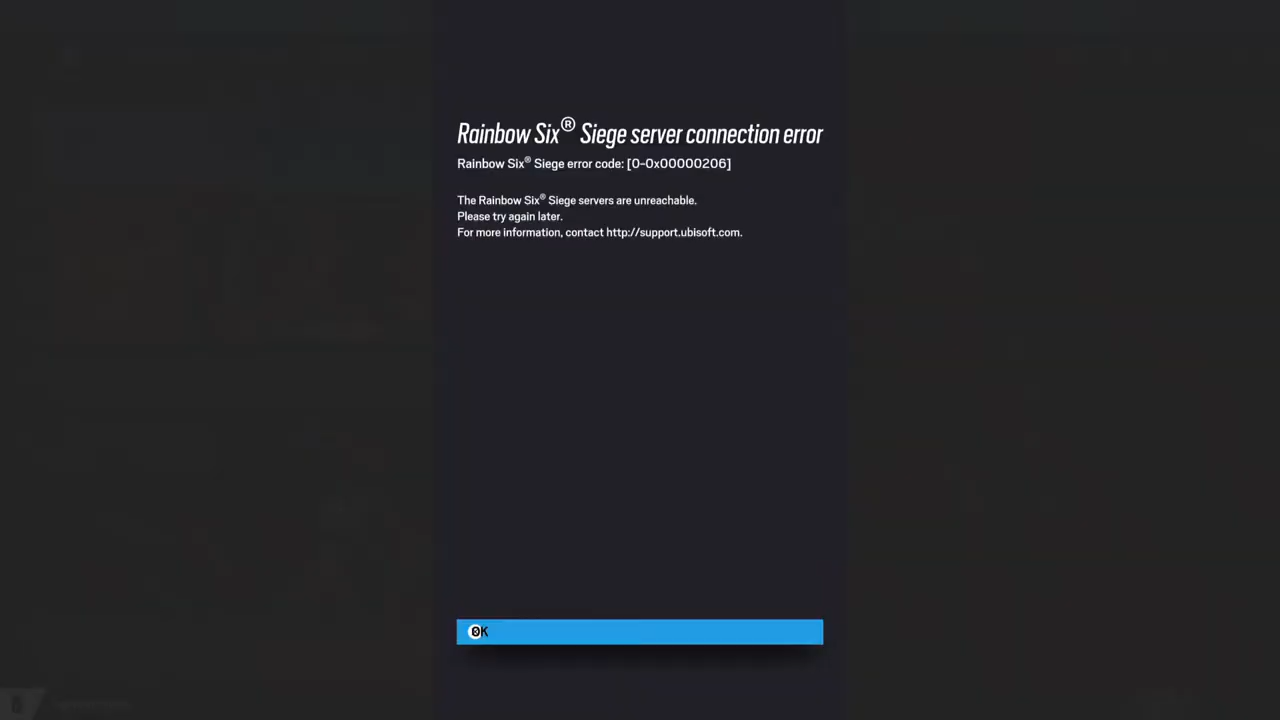 Rainbow Six® Siege server connection error
Rainbow Six® Siege error code: [0-0x00000206]
The Rainbow Six® Siege servers are unreachable.
Please try again later.
For more information, contact http://support.ubisoft.com.
OK